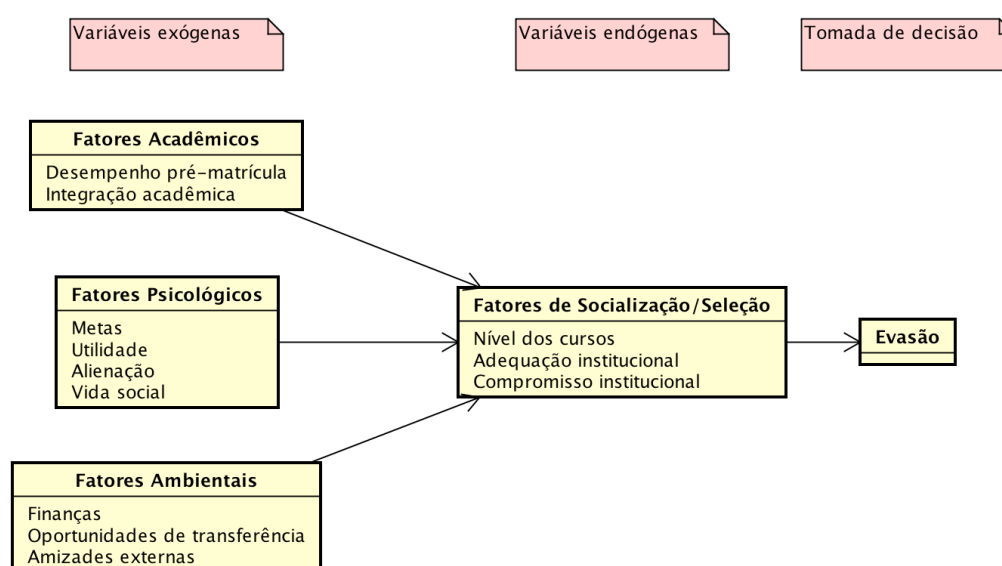 Variáveis exógenas
Variáveis endógenas
Tomada de decisão
Fatores Acadêmicos
Desempenho pré-matrícula
Integração acadêmica
Fatores Psicológicos
Metas
Utilidade
Alienação
Vida social
Fatores de Socialização/Seleção
Nível dos cursos
Adequação institucional
Compromisso institucional
Evasão
Fatores Ambientais
Finanças
Oportunidades de transferência
Amizades externas